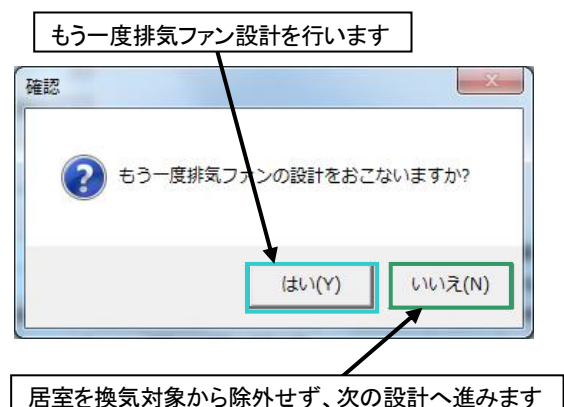 もう一度排気ファン設計を行います
確認
もう一度排気ファンの設計をおこないますか?
はい(Y)
いいえ(N)
居室を換気対象から除外せず、次の設計へ進みます